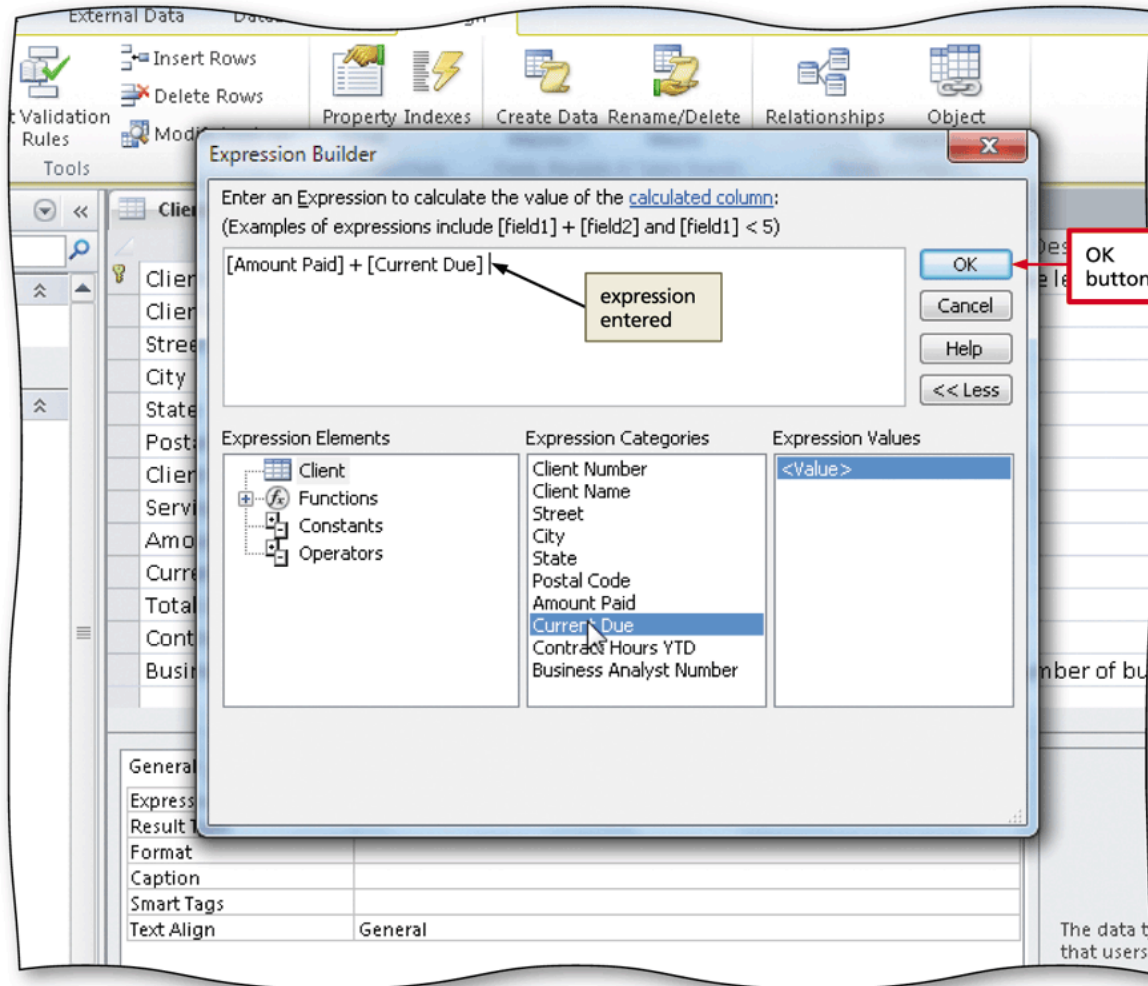 External Data
Insert Rows
Delete Rows
Validation
Rules
Property Indexes Create Data Rename/Delete Relationships Object
Tools
Expression Builder
Enter an Expression to calculate the value of the calculated column:
(Examples of expressions include [field1] + [field2] and [field1] < 5)
[Amount Paid] + [Current Due]
expression
entered
OK
Cancel
Help
<< Less
OK
button
Expression Elements
Client
Functions
Constants
Operators
Expression Categories
Client Number
Client Name
Street
City
State
Postal Code
Amount Paid
Current Due
Contract Hours YTD
Business Analyst Number
Expression Values
<Value>
City
State
Total
General
Format
Caption
Smart Tags
Text Align General
The data
that users